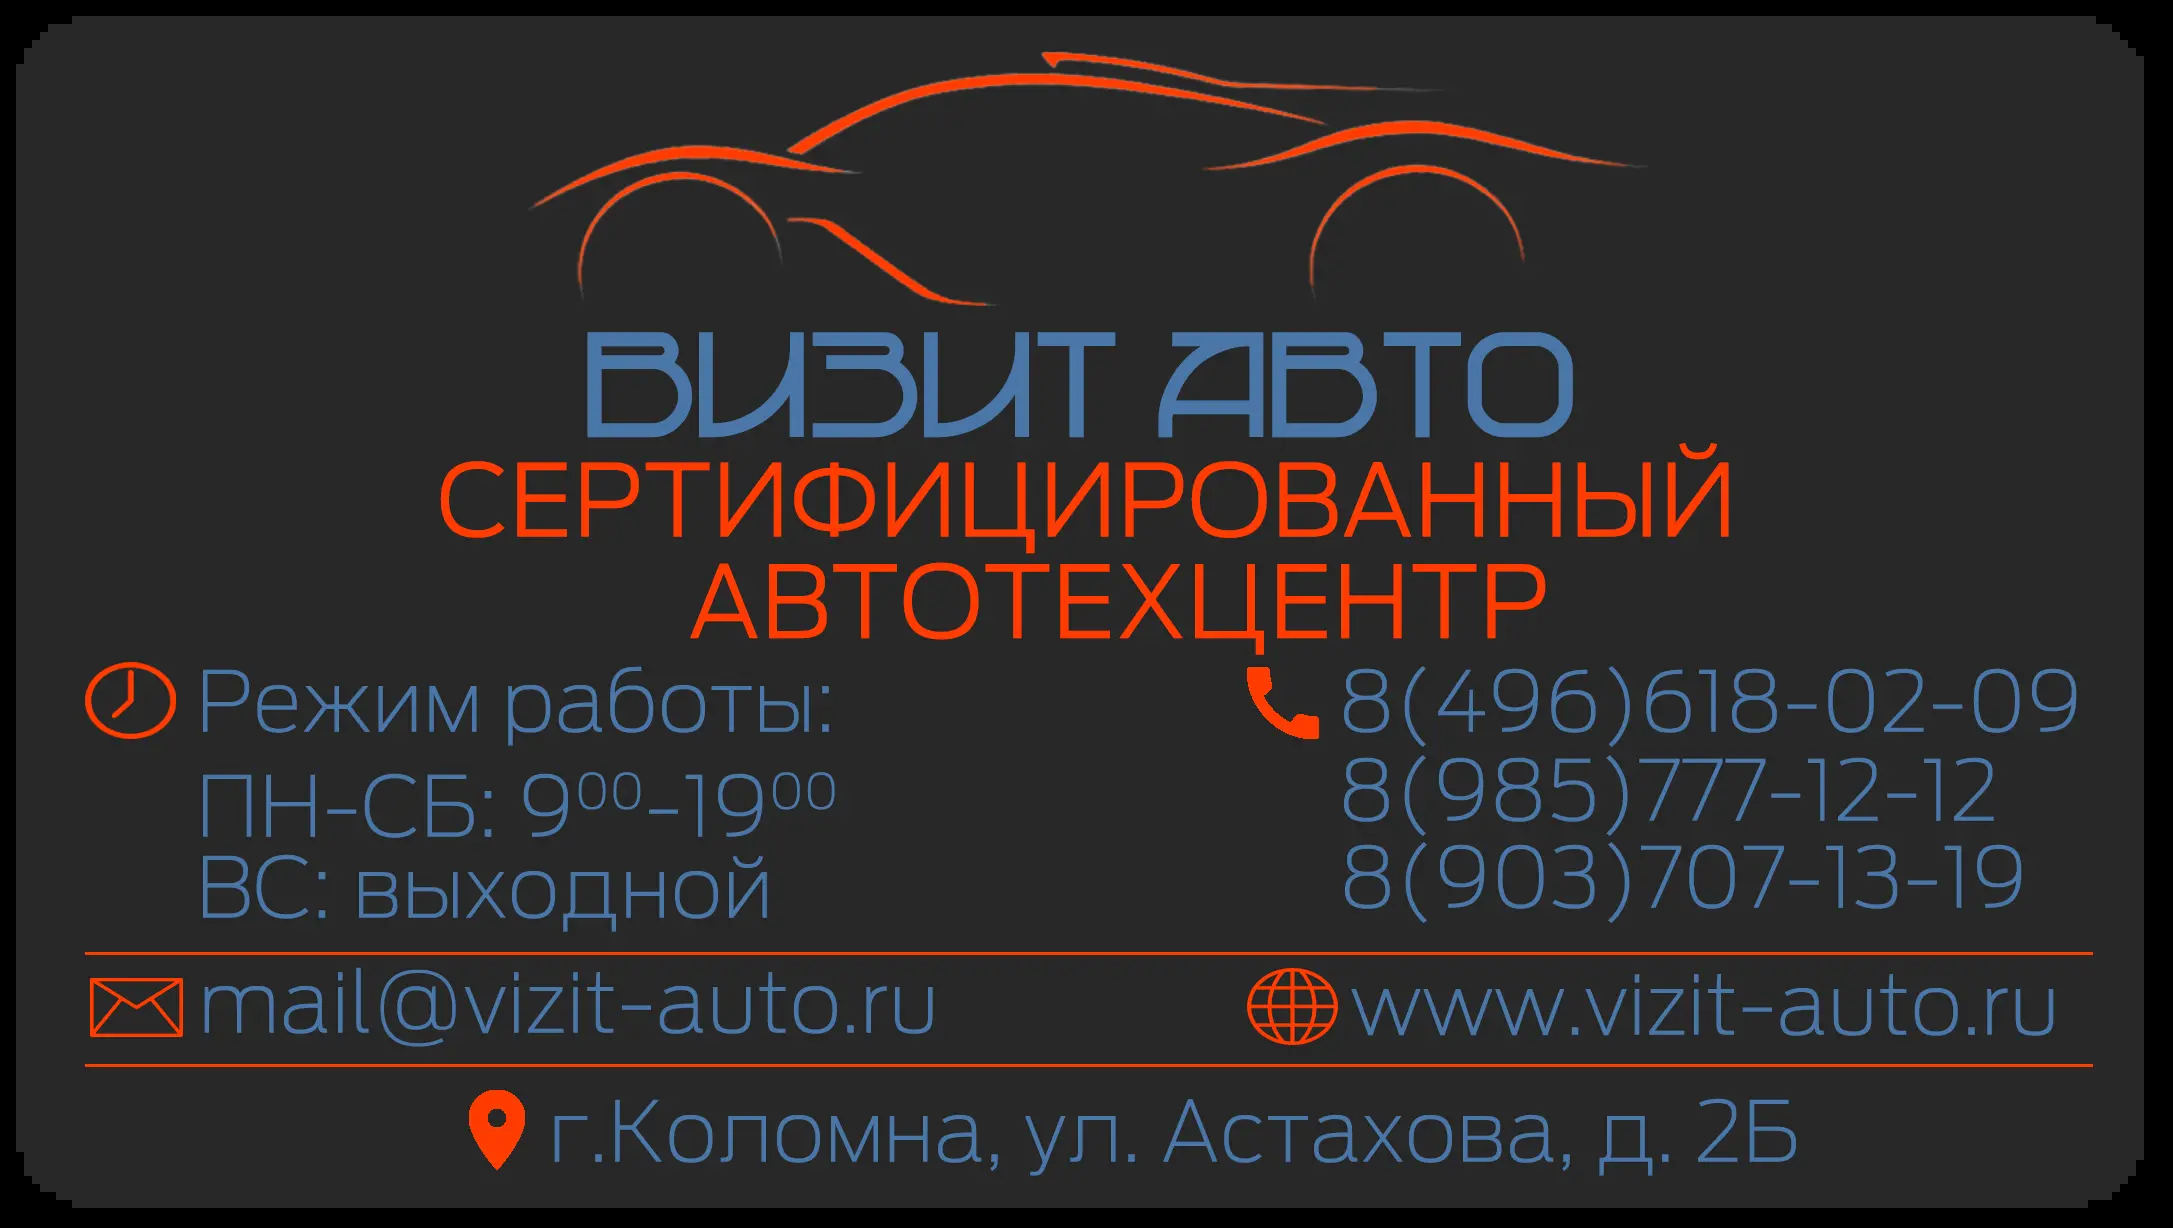 ВИЗИТ АВТО
СЕРТИФИЦИРОВАННЫЙ
АВТОТЕХЦЕНТР
Режим работы:
ПН-СБ: 9⁰⁰-19⁰⁰
ВС: выходной
8(496)618-02-09
8(985)777-12-12
8(903)707-13-19
mail@vizit-auto.ru
www.vizit-auto.ru
г.Коломна, ул. Астахова, д. 2Б